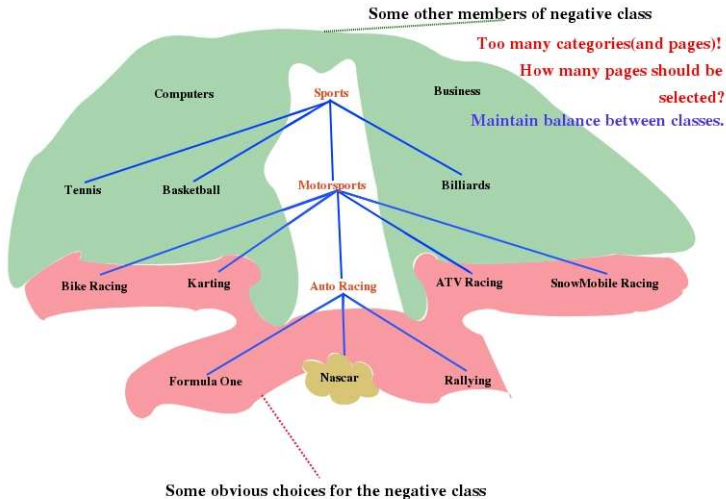 Some other members of negative class
Too many categories(and pages)!
How many pages should be
selected?
Maintain balance between classes.
Computers
Sports
Business
Tennis
Basketball
Motorsports
Billiards
Bike Racing
Karting
Auto Racing
ATV Racing
SnowMobile Racing
Formula One
Nascar
Rallying
Some obvious choices for the negative class